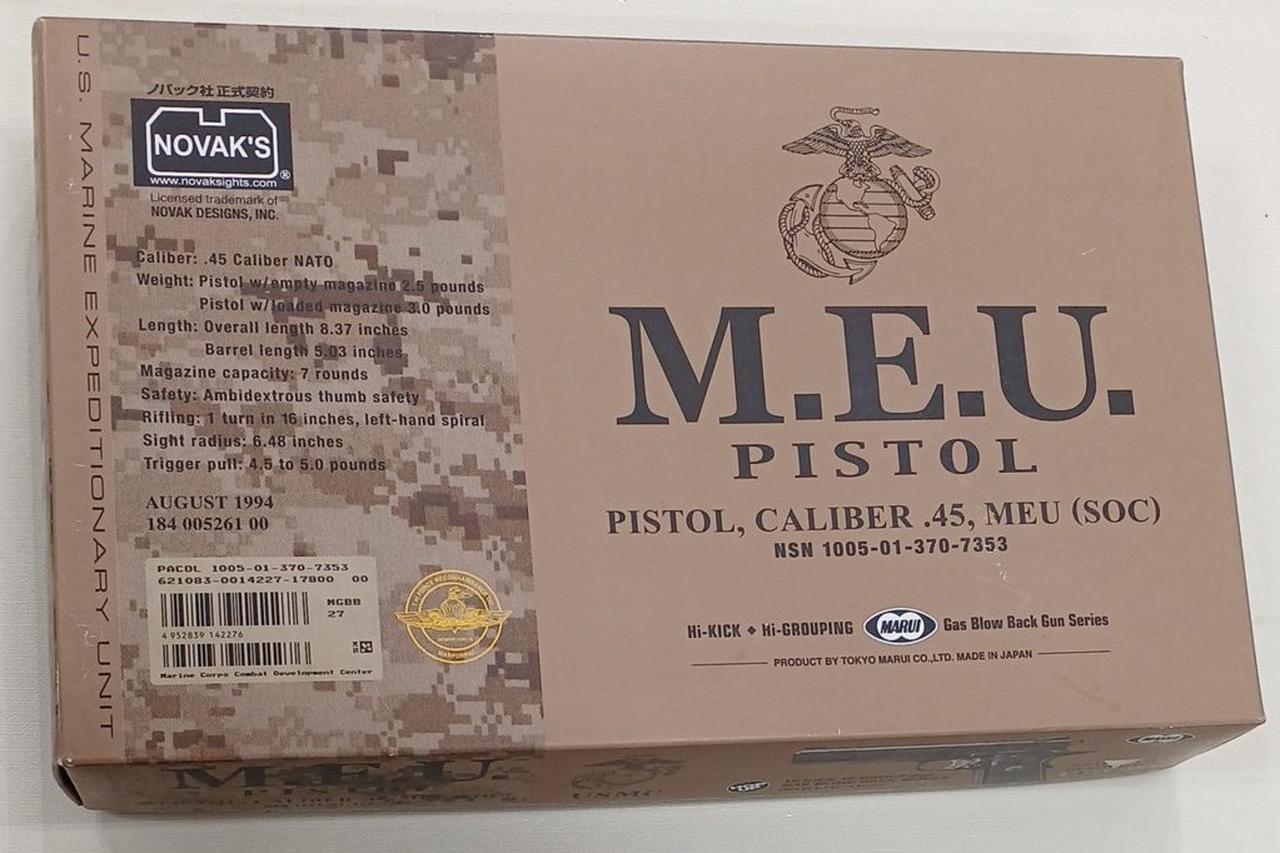 U.S. MARINE EXPEDITIONARY UNIT
ノバック社 正式契約
NOVAK'S
®
www.novaksights.com
Licensed trademark of
NOVAK DESIGNS, INC.
Caliber: .45 Caliber NATO
Weight: Pistol w/empty magazine 2.5 pounds
Pistol w/loaded magazine 3.0 pounds
Length: Overall length 8.37 inches
Barrel length 5.03 inches
Magazine capacity: 7 rounds
Safety: Ambidextrous thumb safety
Rifling: 1 turn in 16 inches, left-hand spiral
Sight radius: 6.48 inches
Trigger pull: 4.5 to 5.0 pounds
AUGUST 1994
184 005261 00
PACOL 1005-01-370-7353
621083-0014227-17800 00
MGBB
27
4 952839 142276
Marine Corps Combat Development Center
M.E.U.
PISTOL
PISTOL, CALIBER .45, MEU (SOC)
NSN 1005-01-370-7353
Hi-KICK ❖ Hi-GROUPING MARUI Gas Blow Back Gun Series
PRODUCT BY TOKYO MARUI CO.,LTD. MADE IN JAPAN
M.E.U.
PISTOL
USMC